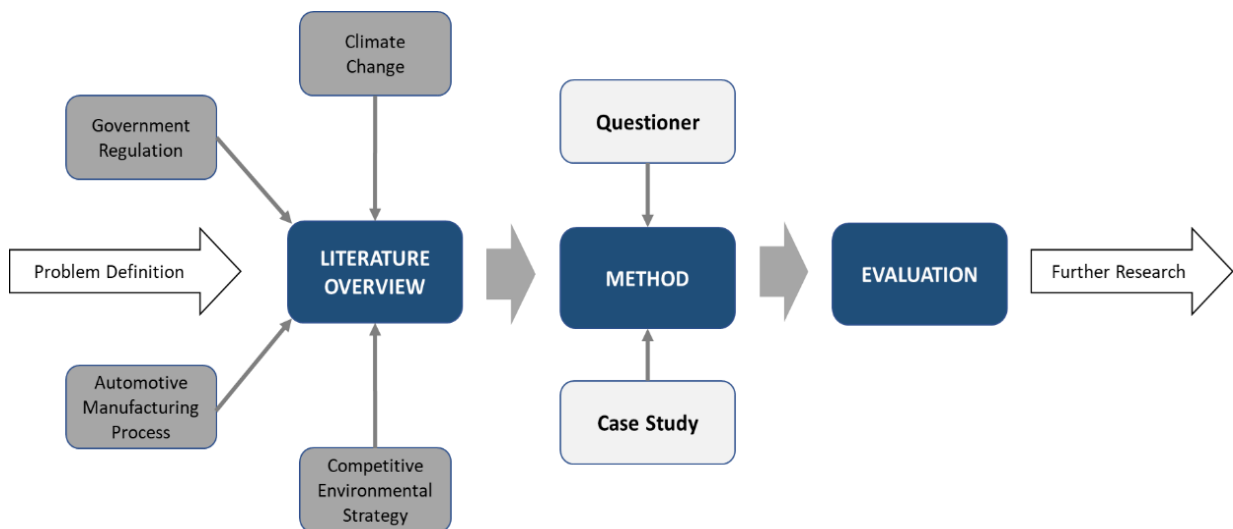 Climate
Change
Government
Regulation
Questioner
Problem Definition
LITERATURE
OVERVIEW
METHOD
EVALUATION
Further Research
Automotive
Manufacturing
Process
Case Study
Competitive
Environmental
Strategy